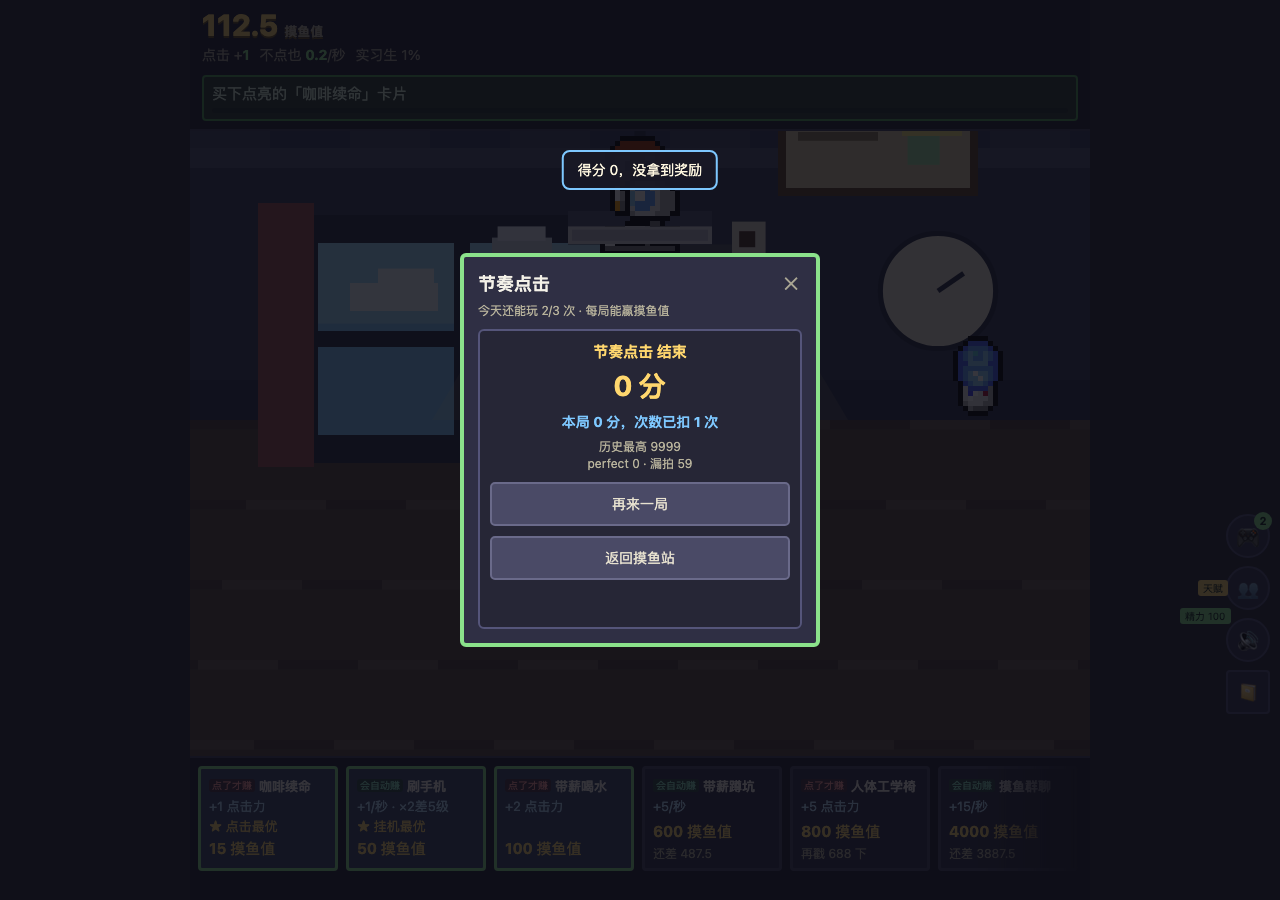 112.5 摸鱼值
点击 +1 不点也 0.2/秒 实习生 1%
买下点亮的「咖啡续命」卡片
得分 0，没拿到奖励
节奏点击
今天还能玩 2/3 次 · 每局能赢摸鱼值
节奏点击 结束
0 分
本局 0 分，次数已扣 1 次
历史最高 9999
perfect 0 · 漏拍 59
再来一局
返回摸鱼站
2
天赋
精力 100
点了才赚 咖啡续命
+1 点击力
点击最优
15 摸鱼值
会自动赚 刷手机
+1/秒 · ×2差5级
挂机最优
50 摸鱼值
点了才赚 带薪喝水
+2 点击力
100 摸鱼值
会自动赚 带薪蹲坑
+5/秒
600 摸鱼值
还差 487.5
点了才赚 人体工学椅
+5 点击力
800 摸鱼值
再戳 688 下
会自动赚 摸鱼群聊
+15/秒
4000 摸鱼值
还差 3887.5